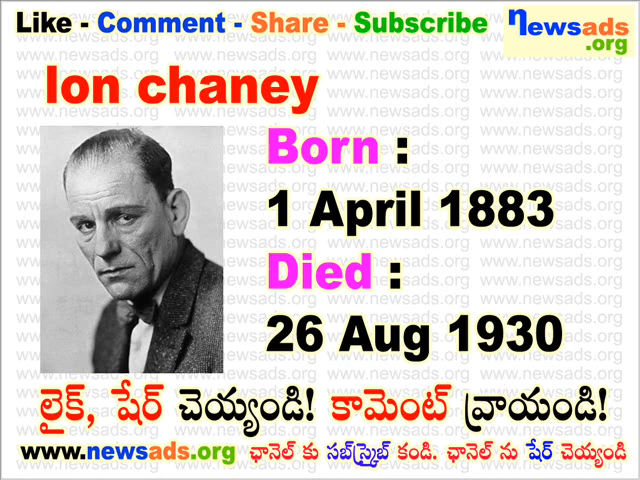 Like - Comment - Share - Subscribe
newsads
.org
lon chaney
Born :
1 April 1883
Died :
26 Aug 1930
లైక్, షేర్ చెయ్యండి! కామెంట్ వ్రాయండి!
www.newsads.org ఛానెల్ కు సబ్‌స్క్రైబ్ కండి. ఛానెల్ ను షేర్ చెయ్యండి